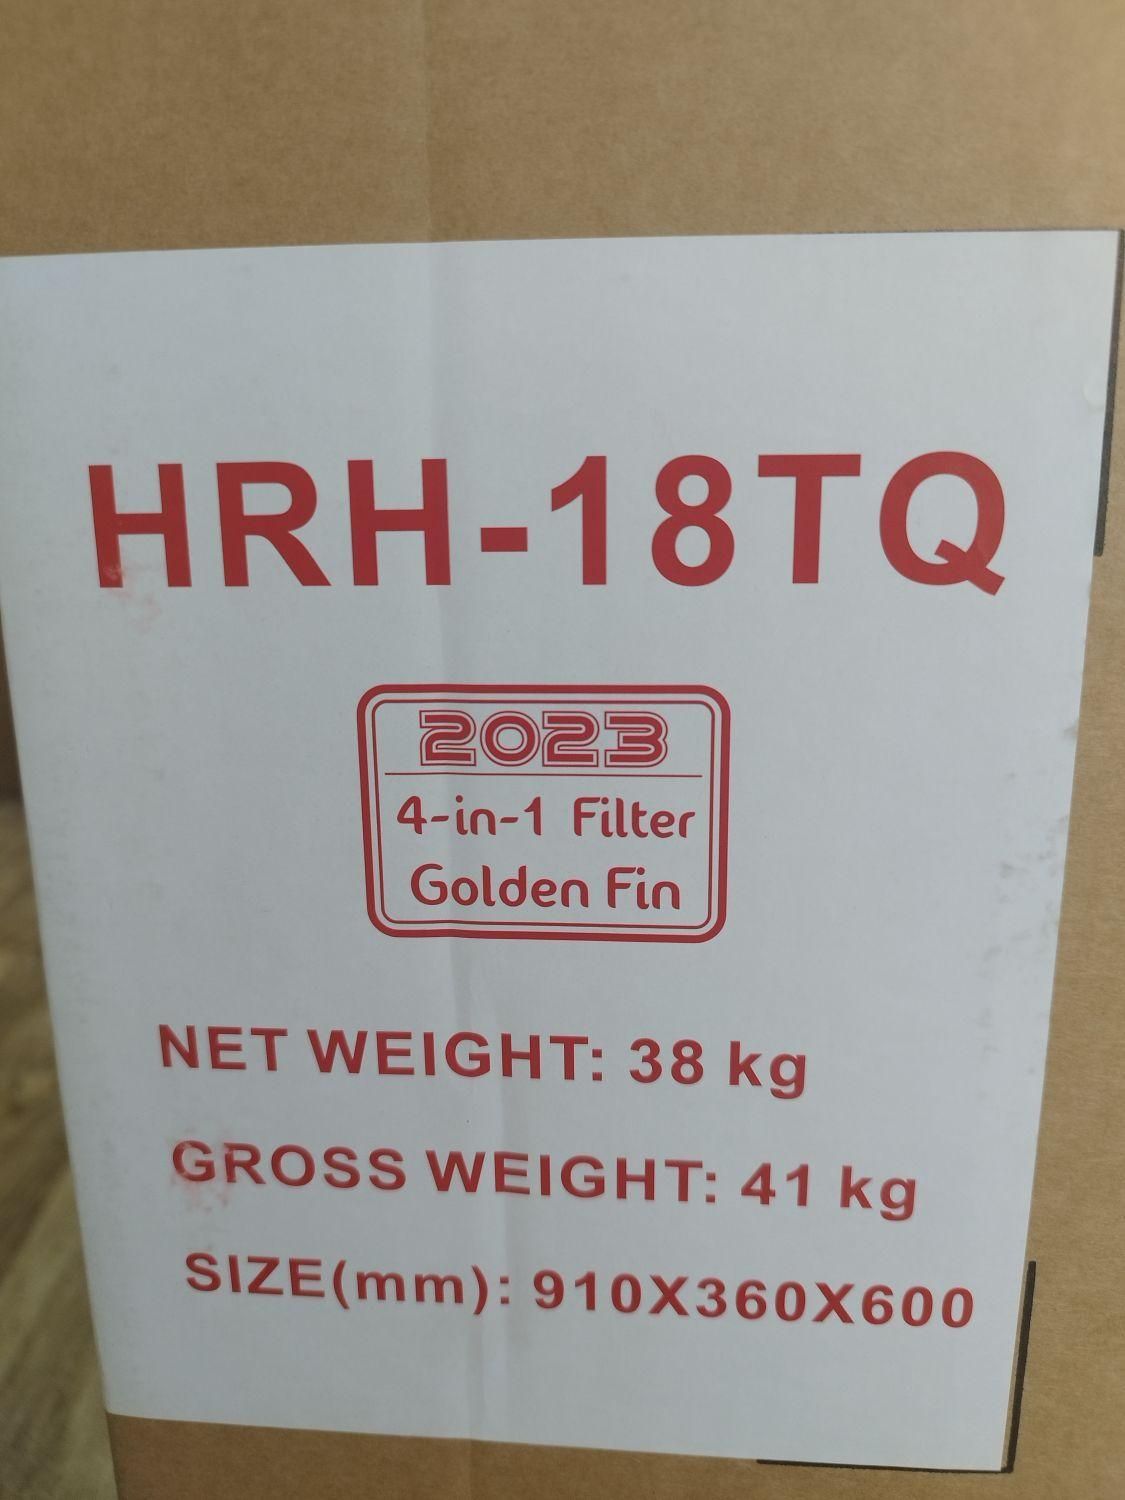 HRH-18TQ
2023
4-in-1 Filter
Golden Fin
NET WEIGHT: 38 kg
GROSS WEIGHT: 41 kg
SIZE(mm): 910X360X600